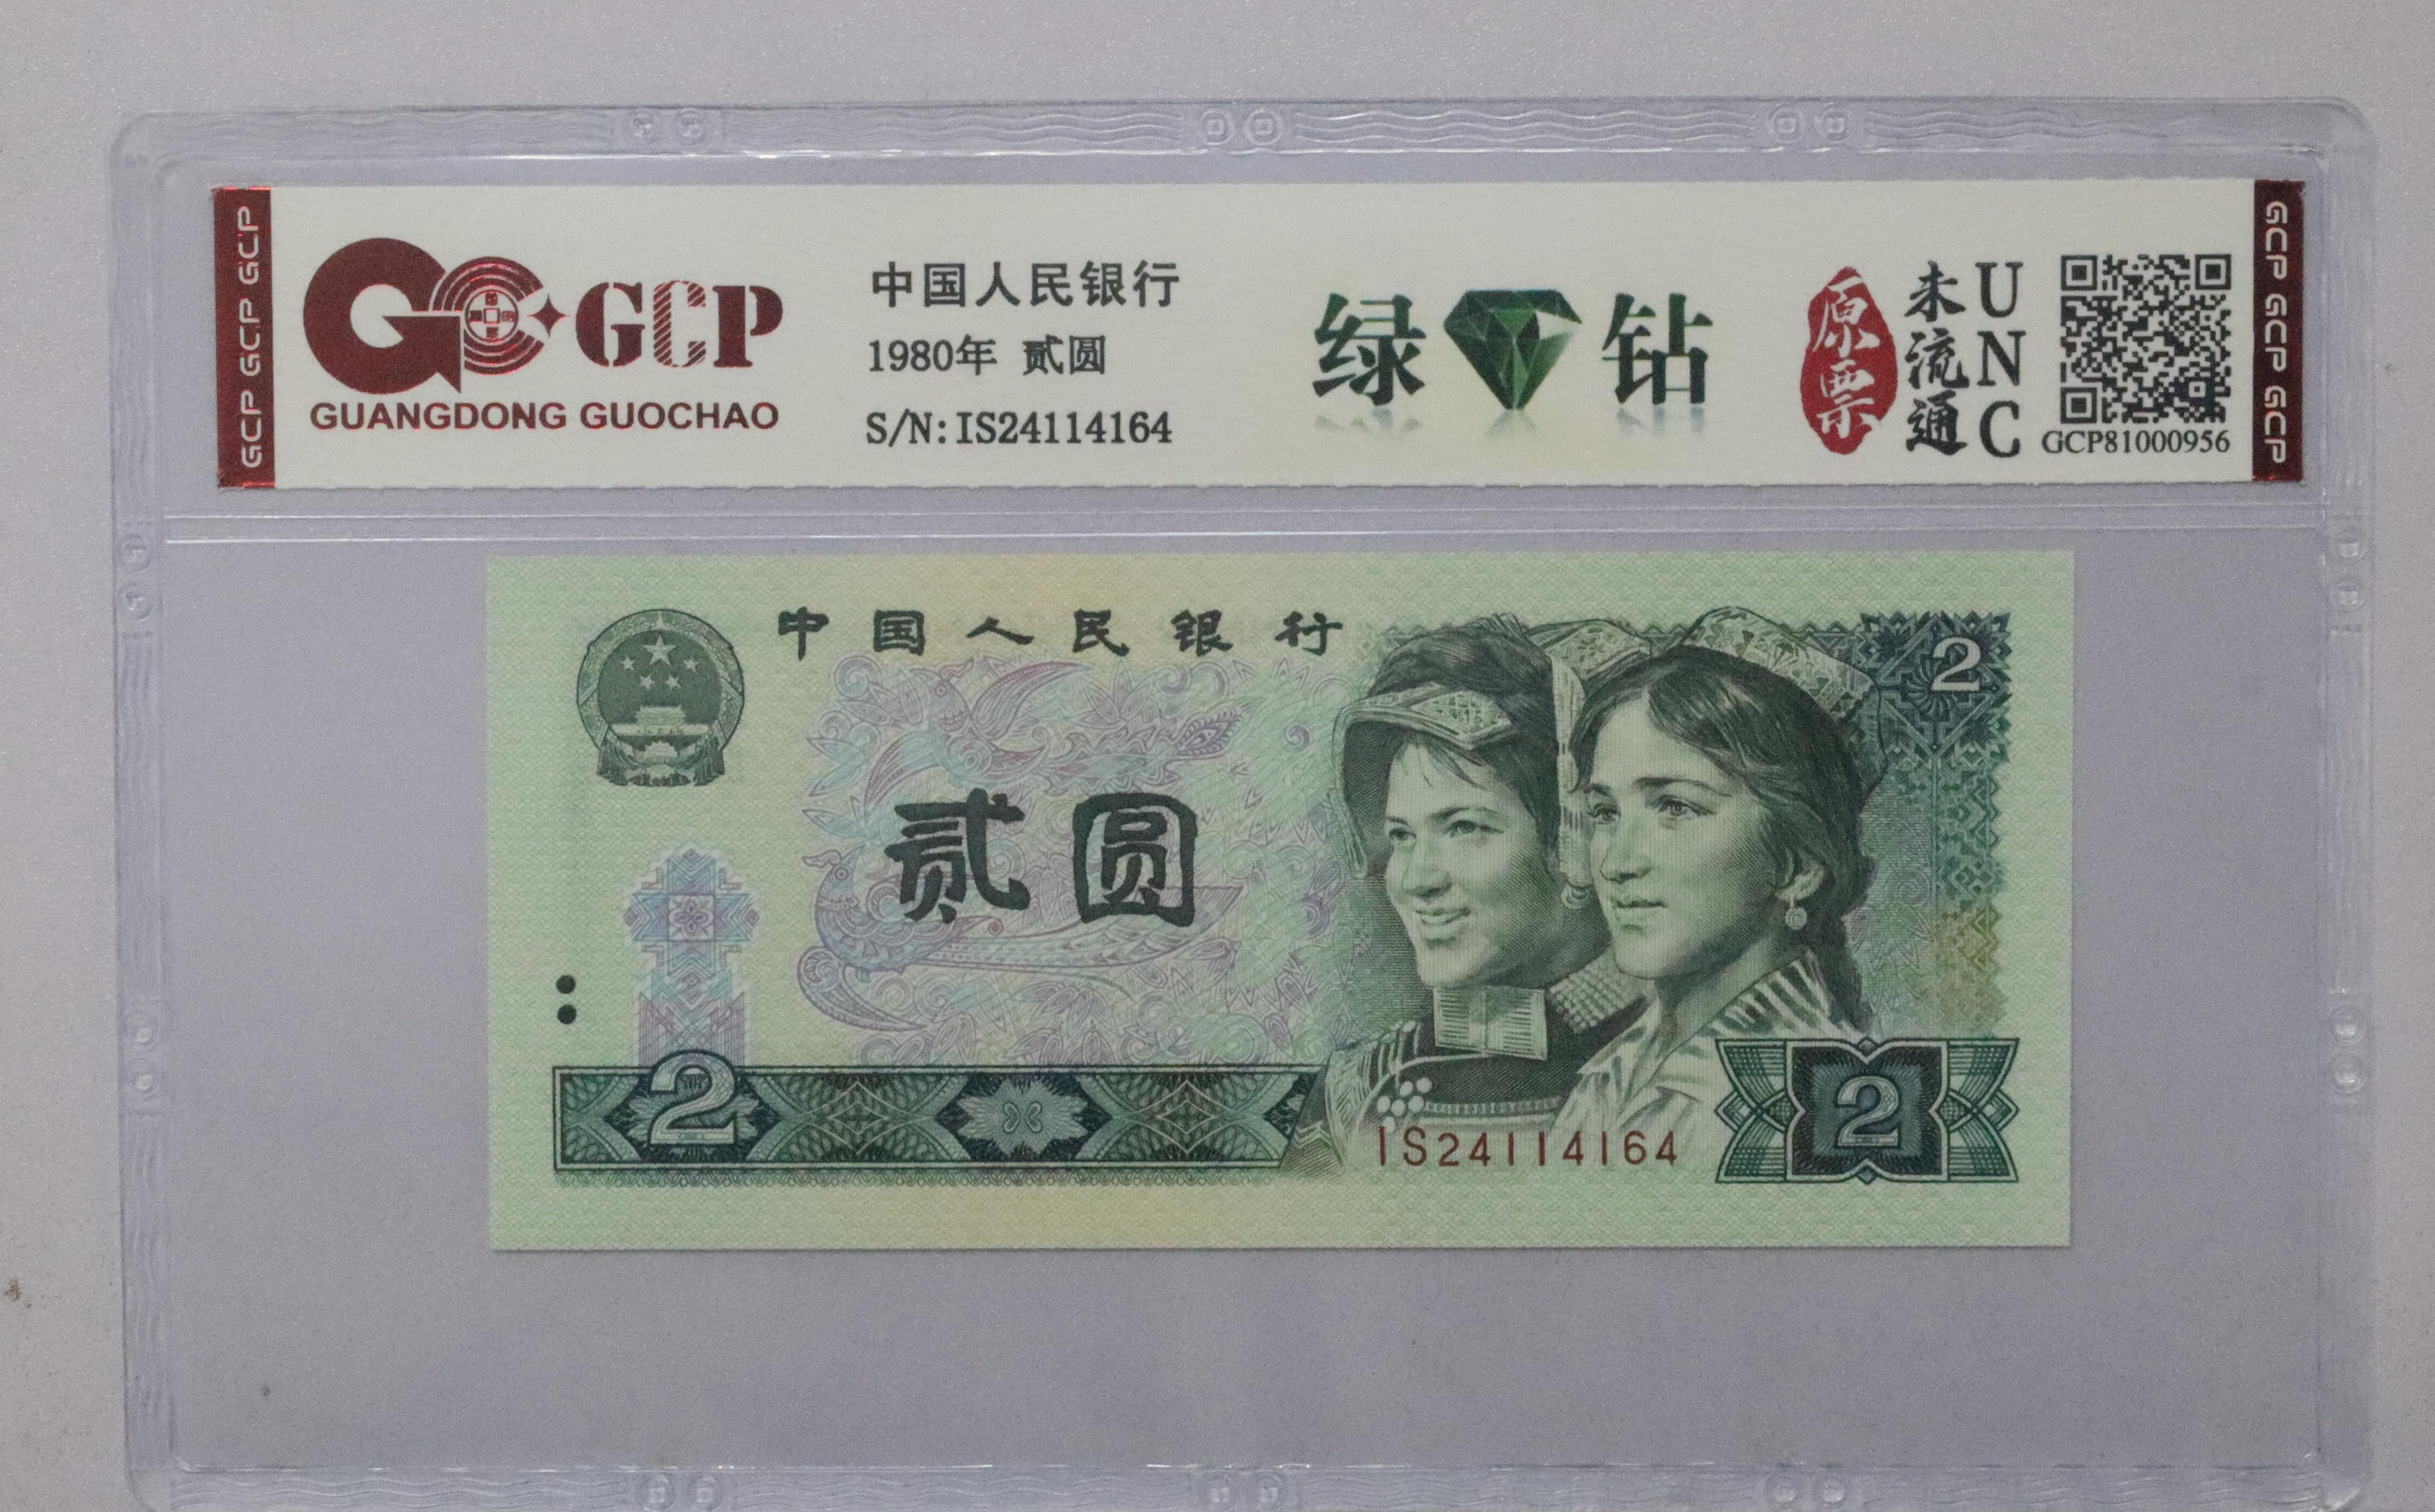 GCP GCP GCP
GCP
GUANGDONG GUOCHAO
中国人民银行
1980年 贰圆
S/N:IS24114164
绿 钻
原票
未流通
UNC
GCP81000956
GCP GCP GCP
中国人民银行
2
贰圆
2
IS24114164
2